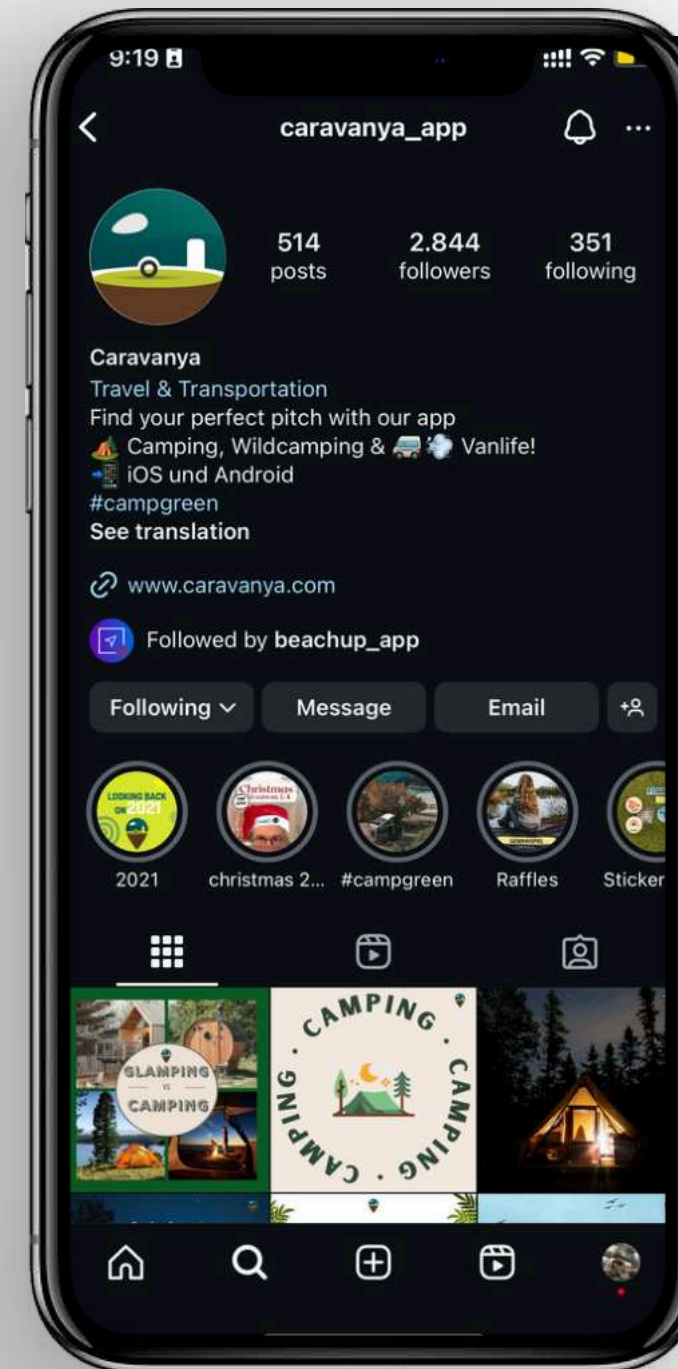 9:19
caravanya_app
514 2.844 351
posts followers following
Caravanya
Travel & Transportation
Find your perfect pitch with our app
Camping, Wildcamping & Vanlife!
iOS und Android
#campgreen
See translation
www.caravanya.com
Followed by beachup_app
Following Message Email
LOOKING BACK
ON 2021
Christmas
2021 christmas 2... #campgreen Raffles Sticker
GLAMPING
VS
CAMPING
CAMPING . CAMPING . CAMPING .